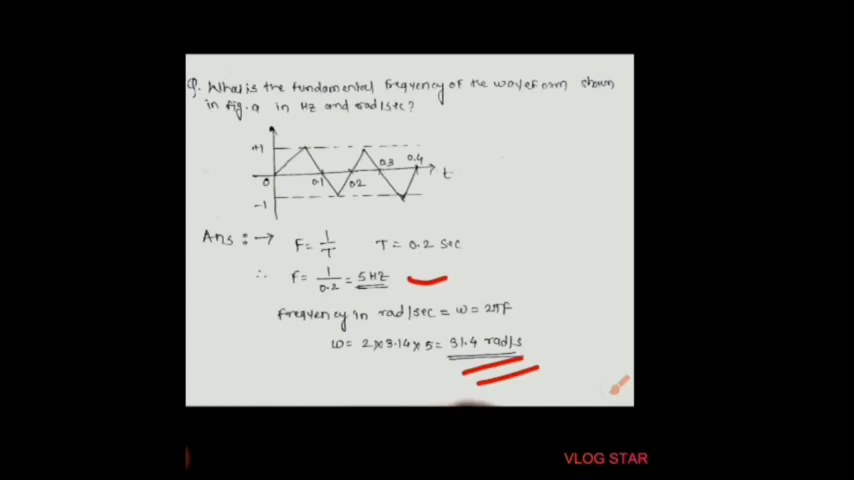 Q. What is the fundamental frequency of the waveform shown
in fig.a in HZ and rad/sec?
+1
0
0.1
0.2
0.3
0.4
t
-1
Ans :→ F = 1/T T = 0.2 sec
∴ F = 1/0.2 = 5 HZ
frequency in rad/sec = ω = 2πf
ω = 2×3.14×5 = 31.4 rad/s
VLOG STAR